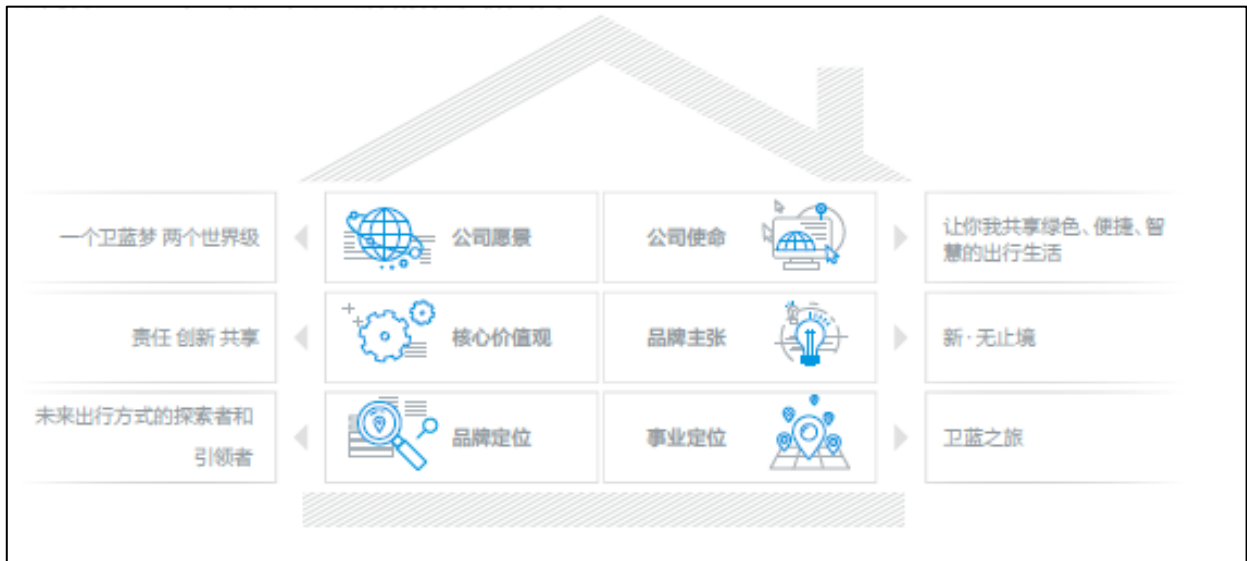 一个卫蓝梦 两个世界级
公司愿景
公司使命
让你我共享绿色、便捷、智
慧的出行生活
责任 创新 共享
核心价值观
品牌主张
新·无止境
未来出行方式的探索者和
引领者
品牌定位
事业定位
卫蓝之旅